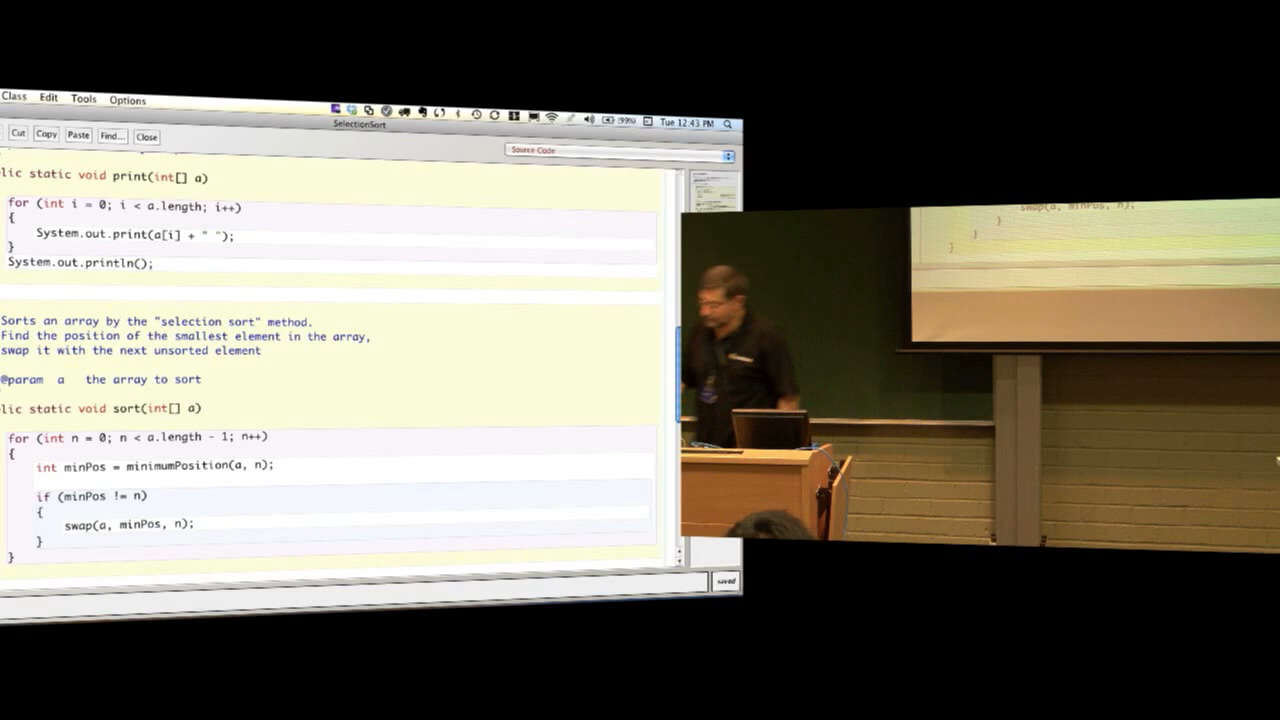 Class Edit Tools Options
(99%) Tue 12:43 PM
SelectionSort
Cut Copy Paste Find... Close
Source Code
lic static void print(int[] a)
for (int i = 0; i < a.length; i++)
{
System.out.print(a[i] + " ");
}
System.out.println();
Sorts an array by the "selection sort" method.
Find the position of the smallest element in the array,
swap it with the next unsorted element
@param a the array to sort
lic static void sort(int[] a)
for (int n = 0; n < a.length - 1; n++)
{
int minPos = minimumPosition(a, n);
if (minPos != n)
{
swap(a, minPos, n);
}
}
saved
swap(a, minPos, n);
}
}
}